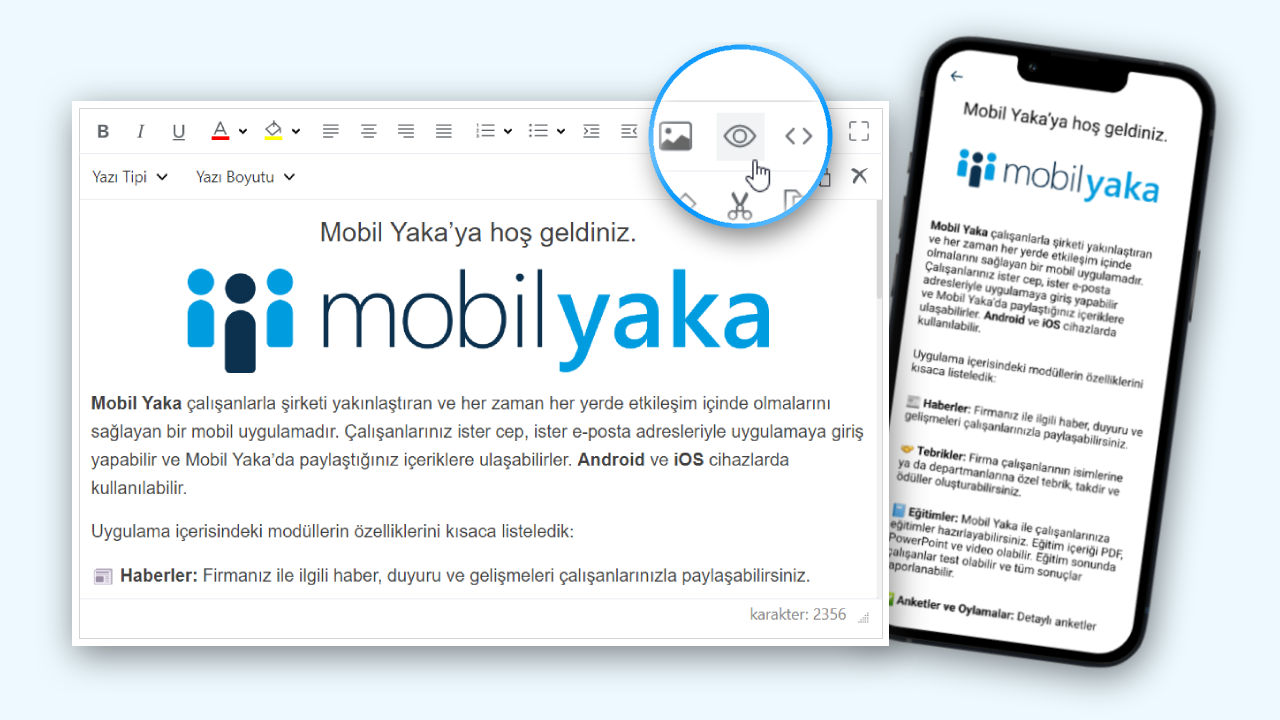 B I U A
Yazı Tipi Yazı Boyutu
Mobil Yaka’ya hoş geldiniz.
mobilyaka
Mobil Yaka çalışanlarla şirketi yakınlaştıran ve her zaman her yerde etkileşim içinde olmalarını
sağlayan bir mobil uygulamadır. Çalışanlarınız ister cep, ister e-posta adresleriyle uygulamaya giriş
yapabilir ve Mobil Yaka’da paylaştığınız içeriklere ulaşabilirler. Android ve iOS cihazlarda
kullanılabilir.
Uygulama içerisindeki modüllerin özelliklerini kısaca listeledik:
Haberler: Firmanız ile ilgili haber, duyuru ve gelişmeleri çalışanlarınızla paylaşabilirsiniz.
karakter: 2356
Mobil Yaka’ya hoş geldiniz.
mobilyaka
Mobil Yaka çalışanlarla şirketi yakınlaştıran
ve her zaman her yerde etkileşim içinde
olmalarını sağlayan bir mobil uygulamadır.
Çalışanlarınız ister cep, ister e-posta
adresleriyle uygulamaya giriş yapabilir
ve Mobil Yaka’da paylaştığınız içeriklere
ulaşabilirler. Android ve iOS cihazlarda
kullanılabilir.
Uygulama içerisindeki modüllerin özelliklerini
kısaca listeledik:
Haberler: Firmanız ile ilgili haber, duyuru ve
gelişmeleri çalışanlarınızla paylaşabilirsiniz.
Tebrikler: Firma çalışanlarının isimlerine
ya da departmanlarına özel tebrik, takdir ve
ödüller oluşturabilirsiniz.
Eğitimler: Mobil Yaka ile çalışanlarınıza
eğitimler hazırlayabilirsiniz. Eğitim içeriği PDF,
PowerPoint ve video olabilir. Eğitim sonunda
çalışanlar test olabilir ve tüm sonuçlar
aporlanabilir.
Anketler ve Oylamalar: Detaylı anketler